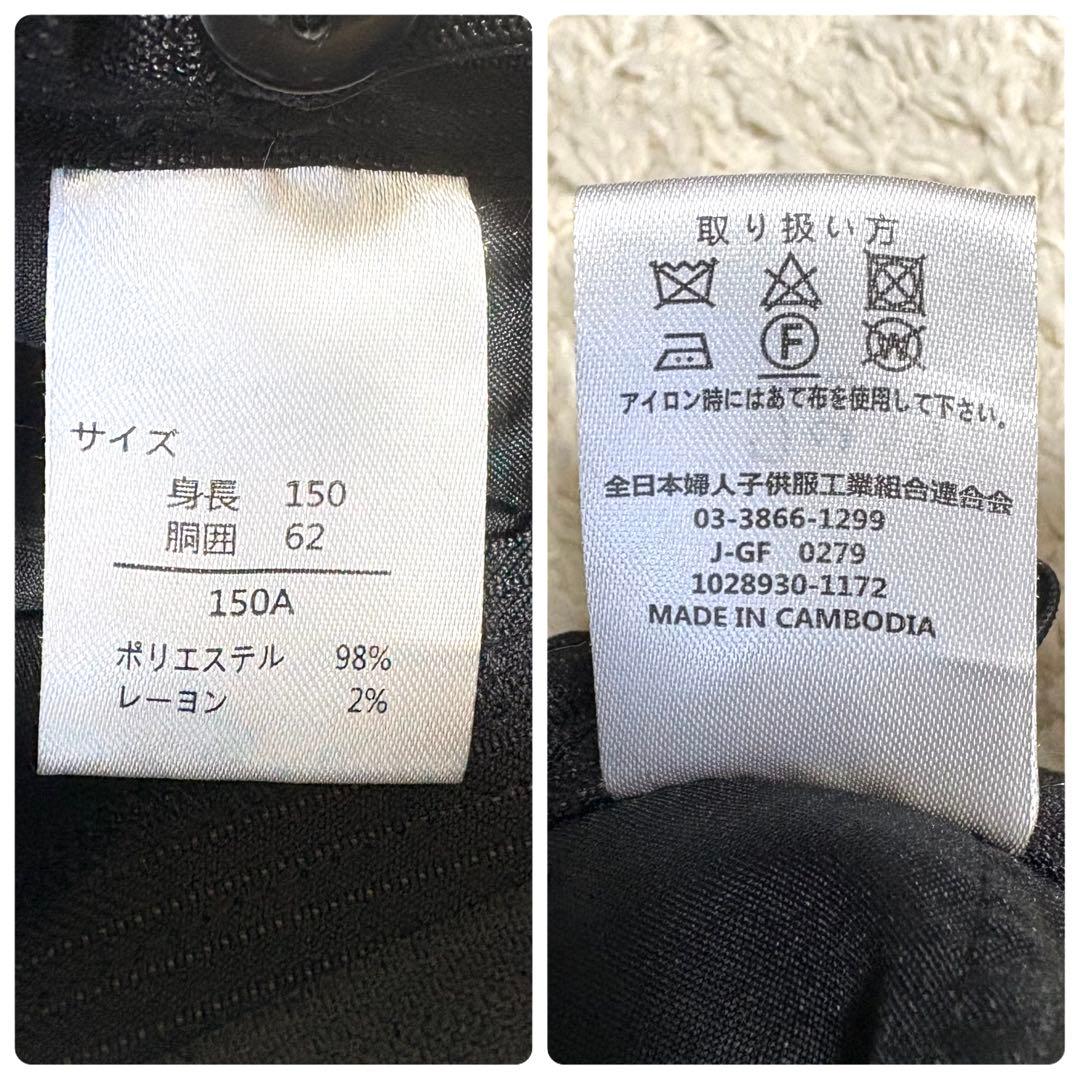 サイズ
身長 150
胴囲 62
150A
ポリエステル 98%
レーヨン 2%
取り扱い方
F
W
アイロン時にはあて布を使用して下さい。
全日本婦人子供服工業組合連合会
03-3866-1299
J-GF 0279
1028930-1172
MADE IN CAMBODIA